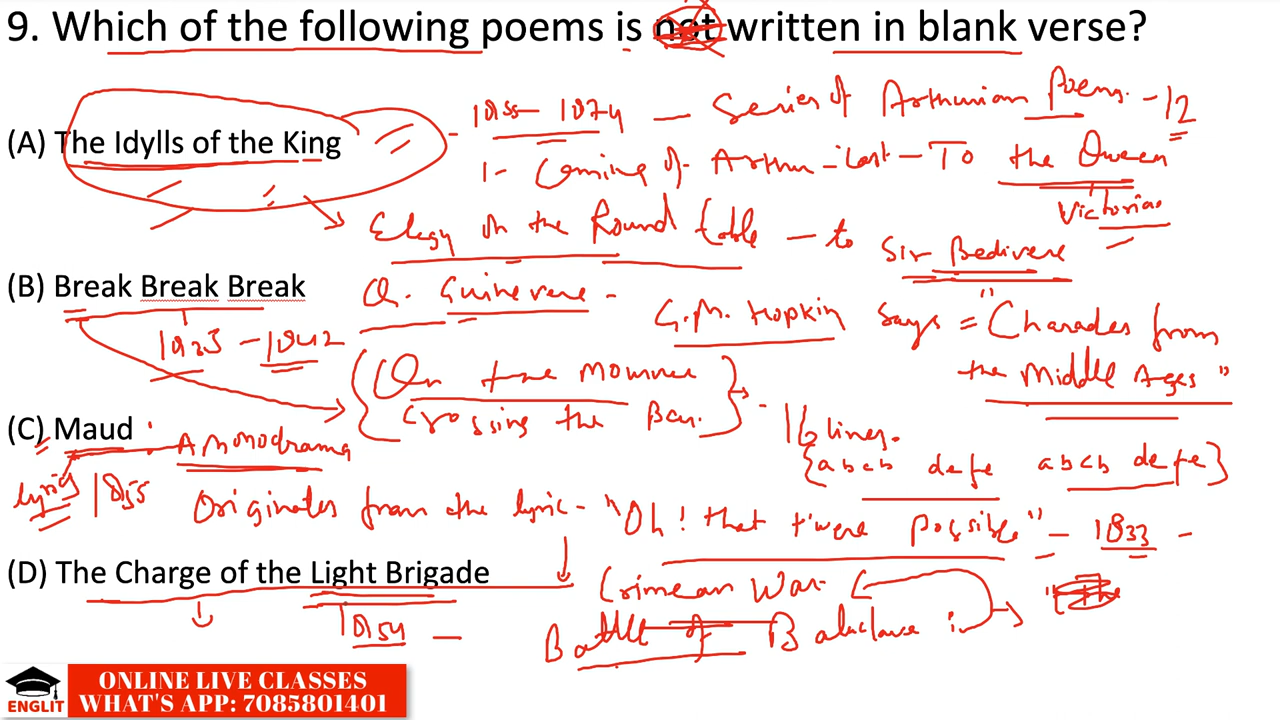 9. Which of the following poems is not written in blank verse?
(A) The Idylls of the King
- 1855 - 1874 - Series of Arthurian Poems. - 12
1 - Coming of Arthur - Last - To the Queen
Victorian
Elegy on the Round table - to Sir Bedivere
(B) Break Break Break
Q. Guinevere -
G.M. Hopkin says = "Charades from
the Middle Ages"
1835 - 1842
On the
Crossing the Bar.
(C) Maud : A Monodrama
16 lines.
{abcb defe abcb defe}
lyric 1855
Originates from the lyric - "Oh! that t'were possible" - 1833 -
(D) The Charge of the Light Brigade
Crimean War
1854 -
Battle of Balaclave :
ENGLIT
ONLINE LIVE CLASSES
WHAT'S APP: 7085801401